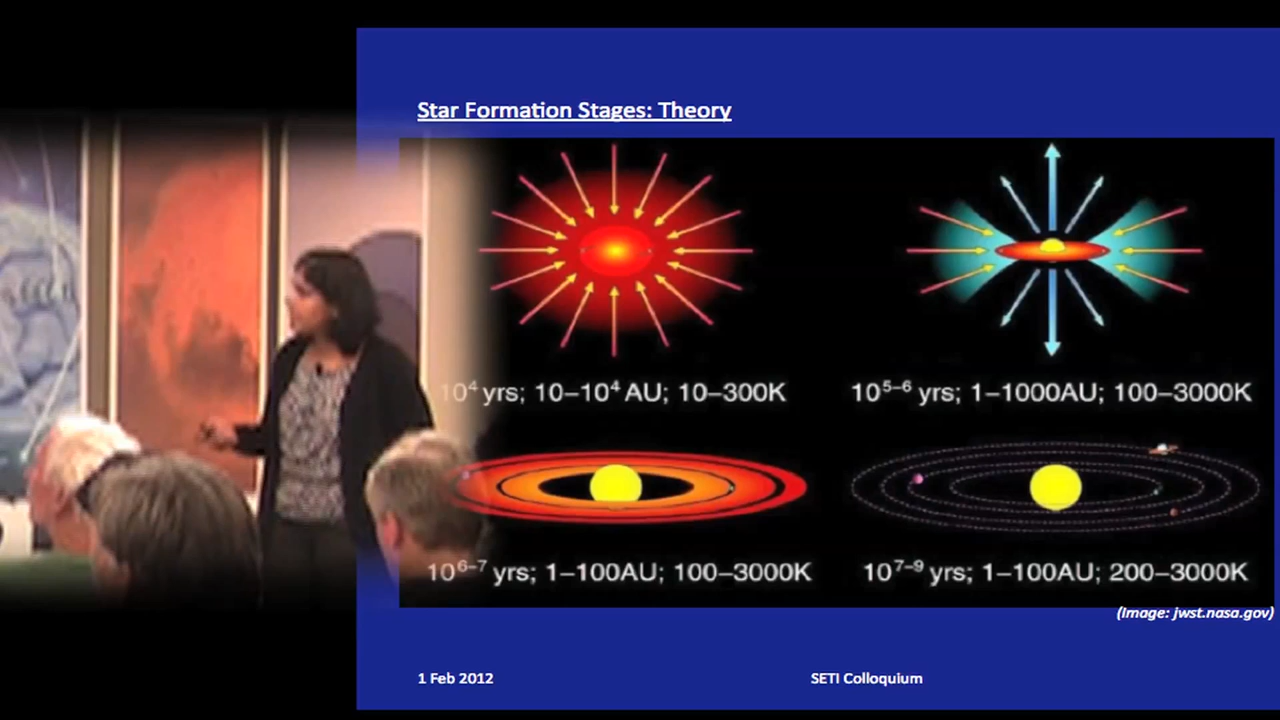 Star Formation Stages: Theory
10⁴ yrs; 10–10⁴ AU; 10–300K
10⁵⁻⁶ yrs; 1–1000AU; 100–3000K
10⁶⁻⁷ yrs; 1–100AU; 100–3000K
10⁷⁻⁹ yrs; 1–100AU; 200–3000K
(Image: jwst.nasa.gov)
1 Feb 2012
SETI Colloquium